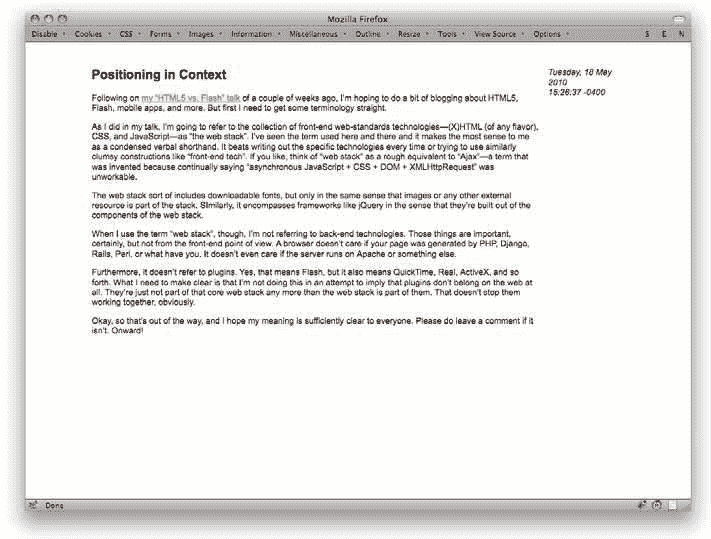 Mozilla Firefox
Disable Cookies CSS Forms Images Information Miscellaneous Outline Resize Tools View Source Options S E N
Positioning in Context
Tuesday, 18 May
2010
15:26:37 -0400
Following on my “HTML5 vs. Flash” talk of a couple of weeks ago, I’m hoping to do a bit of blogging about HTML5,
Flash, mobile apps, and more. But first I need to get some terminology straight.
As I did in my talk, I’m going to refer to the collection of front-end web-standards technologies—(X)HTML (of any flavor),
CSS, and JavaScript—as “the web stack”. I’ve seen the term used here and there and it makes the most sense to me
as a condensed verbal shorthand. It beats writing out the specific technologies every time or trying to use similarly
clumsy constructions like “front-end tech”. If you like, think of “web stack” as a rough equivalent to “Ajax”—a term that
was invented because continually saying “asynchronous JavaScript + CSS + DOM + XMLHttpRequest” was
unworkable.
The web stack sort of includes downloadable fonts, but only in the same sense that images or any other external
resource is part of the stack. SImilarly, it encompasses frameworks like jQuery in the sense that they’re built out of the
components of the web stack.
When I use the term “web stack”, though, I’m not referring to back-end technologies. Those things are important,
certainly, but not from the front-end point of view. A browser doesn’t care if your page was generated by PHP, Django,
Rails, Perl, or what have you. It doesn’t even care if the server runs on Apache or something else.
Furthermore, it doesn’t refer to plugins. Yes, that means Flash, but it also means QuickTime, Real, ActiveX, and so
forth. What I need to make clear is that I’m not doing this in an attempt to imply that plugins don’t belong on the web at
all. They’re just not part of that core web stack any more than the web stack is part of them. That doesn’t stop them
working together, obviously.
Okay, so that’s out of the way, and I hope my meaning is sufficiently clear to everyone. Please do leave a comment if it
isn’t. Onward!
Done